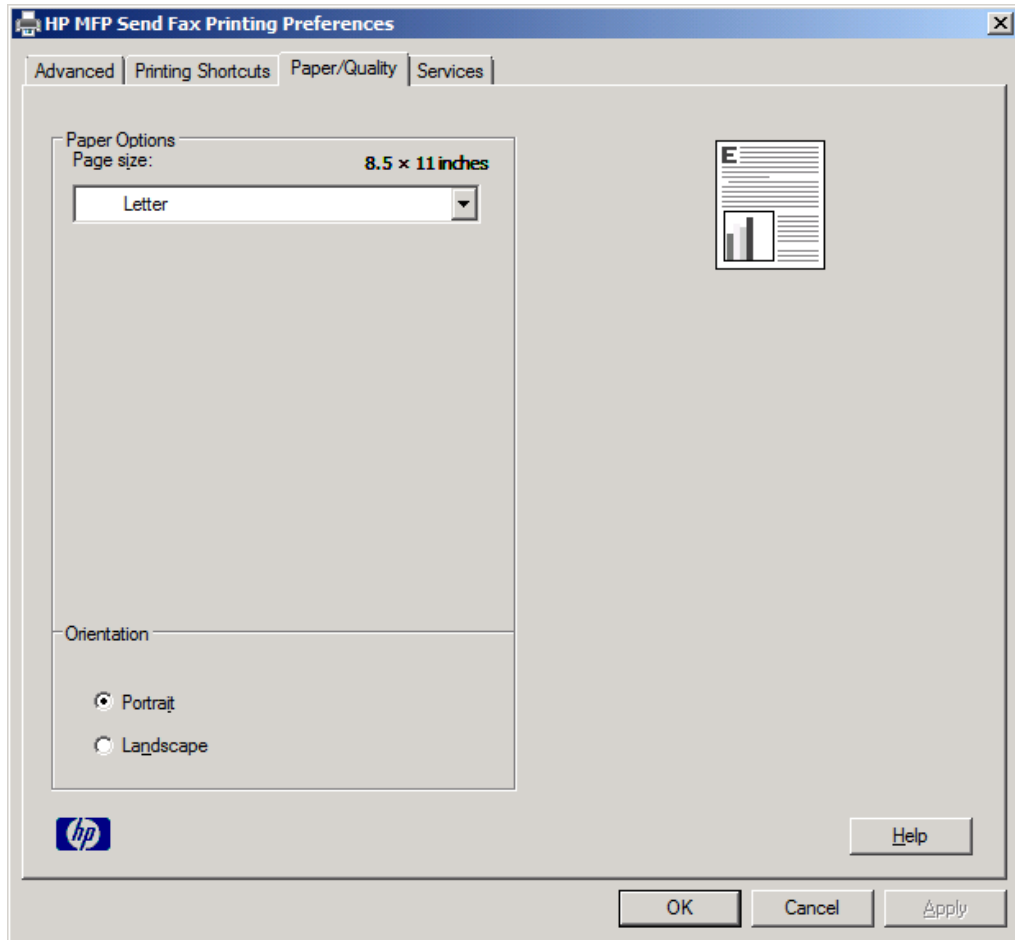 HP MFP Send Fax Printing Preferences
Advanced Printing Shortcuts Paper/Quality Services
Paper Options
Page size: 8.5 × 11 inches
Letter
E
Orientation
Portrait
Landscape
hp
Help
OK Cancel Apply